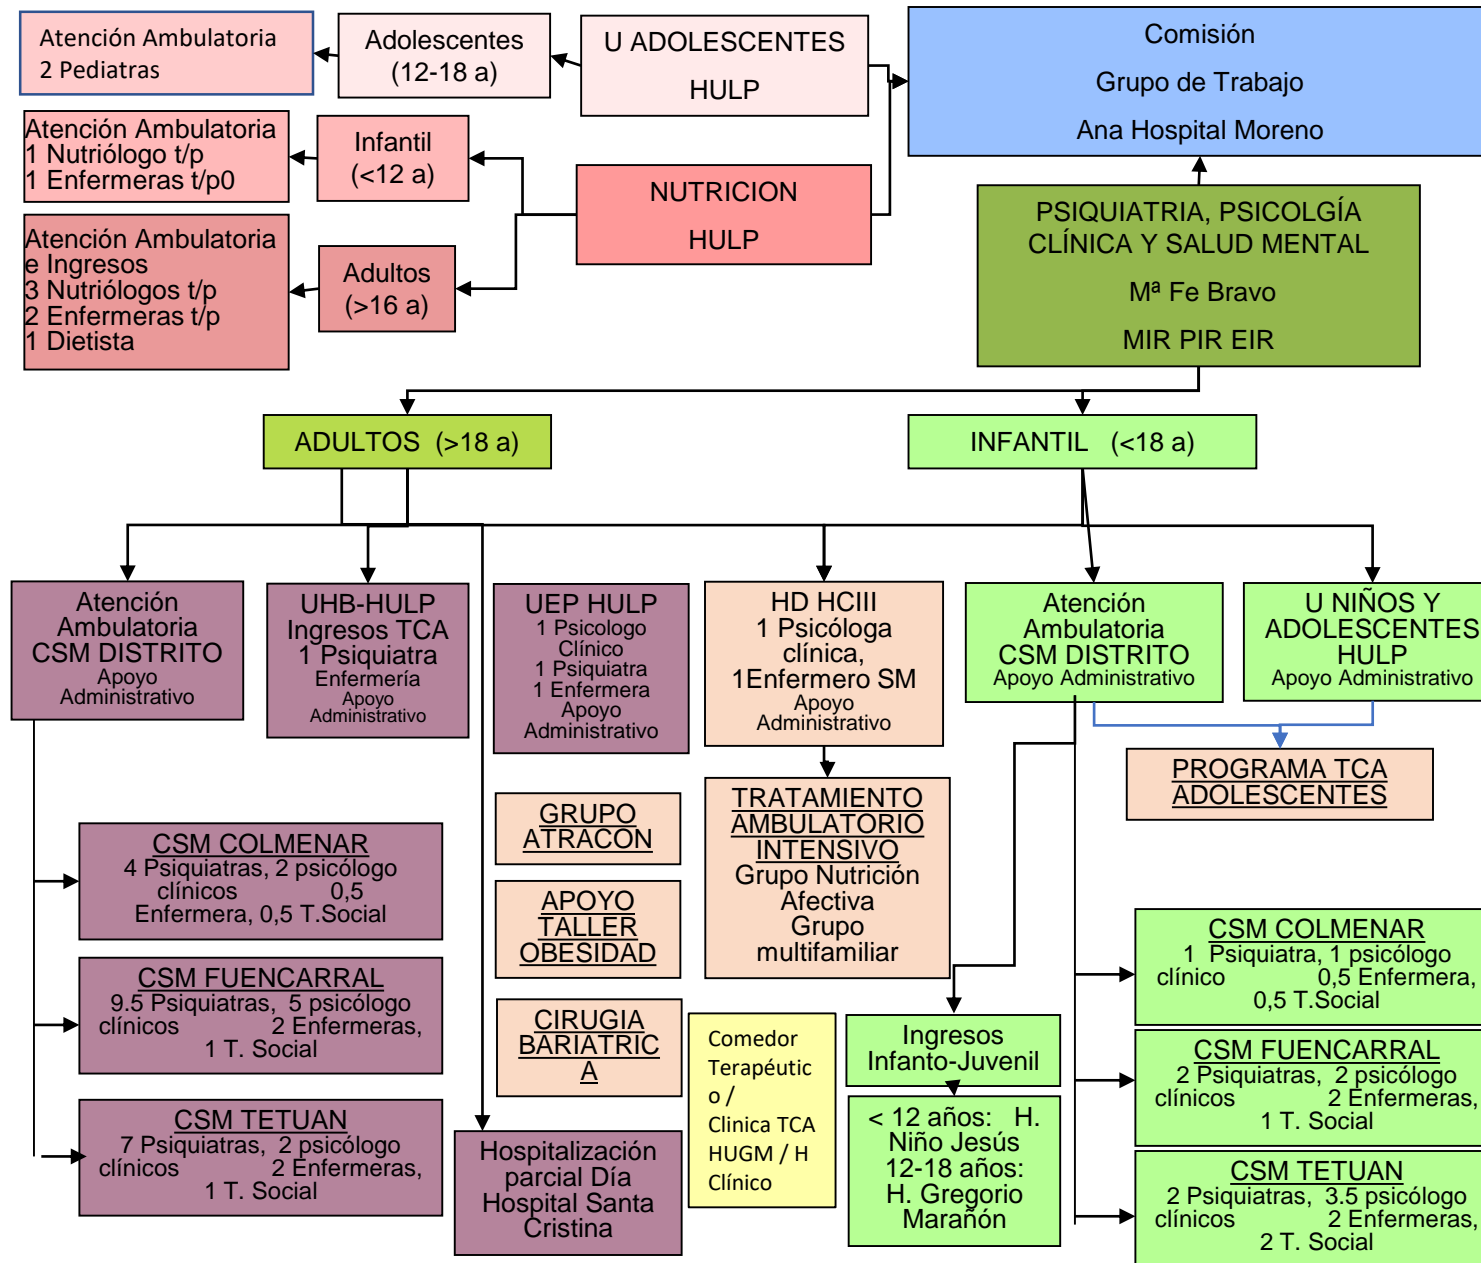 Atención Ambulatoria
2 Pediatras
Adolescentes
(12-18 a)
U ADOLESCENTES
HULP
Comisión
Grupo de Trabajo
Ana Hospital Moreno
Atención Ambulatoria
1 Nutriólogo t/p
1 Enfermeras t/p0
Infantil
(<12 a)
NUTRICION
HULP
Atención Ambulatoria
e Ingresos
3 Nutriólogos t/p
2 Enfermeras t/p
1 Dietista
Adultos
(>16 a)
PSIQUIATRIA, PSICOLGÍA
CLÍNICA Y SALUD MENTAL
Mª Fe Bravo
MIR PIR EIR
ADULTOS (>18 a)
INFANTIL (<18 a)
Atención
Ambulatoria
CSM DISTRITO
Apoyo
Administrativo
UHB-HULP
Ingresos TCA
1 Psiquiatra
Enfermería
Apoyo
Administrativo
UEP HULP
1 Psicologo
Clínico
1 Psiquiatra
1 Enfermera
Apoyo
Administrativo
HD HCIII
1 Psicóloga
clínica,
1Enfermero SM
Apoyo
Administrativo
Atención
Ambulatoria
CSM DISTRITO
Apoyo Administrativo
U NIÑOS Y
ADOLESCENTES
HULP
Apoyo Administrativo
PROGRAMA TCA
ADOLESCENTES
CSM COLMENAR
4 Psiquiatras, 2 psicólogo
clínicos 0,5
Enfermera, 0,5 T.Social
CSM FUENCARRAL
9.5 Psiquiatras, 5 psicólogo
clínicos 2 Enfermeras,
1 T. Social
CSM TETUAN
7 Psiquiatras, 2 psicólogo
clínicos 2 Enfermeras,
1 T. Social
GRUPO
ATRACON
APOYO
TALLER
OBESIDAD
CIRUGIA
BARIATRIC
A
Hospitalización
parcial Día
Hospital Santa
Cristina
TRATAMIENTO
AMBULATORIO
INTENSIVO
Grupo Nutrición
Afectiva
Grupo
multifamiliar
Comedor
Terapéutic
o /
Clinica TCA
HUGM / H
Clínico
Ingresos
Infanto-Juvenil
< 12 años: H.
Niño Jesús
12-18 años:
H. Gregorio
Marañón
CSM COLMENAR
1 Psiquiatra, 1 psicólogo
clínico 0,5 Enfermera,
0,5 T.Social
CSM FUENCARRAL
2 Psiquiatras, 2 psicólogo
clínicos 2 Enfermeras,
1 T. Social
CSM TETUAN
2 Psiquiatras, 3.5 psicólogo
clínicos 2 Enfermeras,
2 T. Social